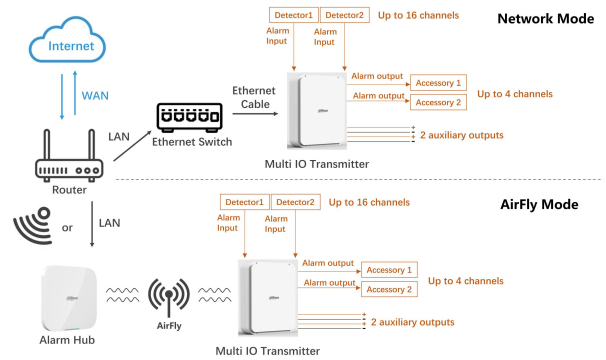 Network Mode
Detector1 Detector2 Up to 16 channels
Alarm Input Alarm Input
Internet
WAN
Alarm output Accessory 1
Alarm output Accessory 2
Up to 4 channels
Ethernet Cable
LAN
Ethernet Switch
alhua
+
-
+
-
2 auxiliary outputs
Multi IO Transmitter
Router
AirFly Mode
Detector1 Detector2 Up to 16 channels
Alarm Input Alarm Input
or
LAN
Alarm output Accessory 1
Alarm output Accessory 2
Up to 4 channels
alhua
alhua
AirFly
+
-
+
-
2 auxiliary outputs
Alarm Hub
Multi IO Transmitter